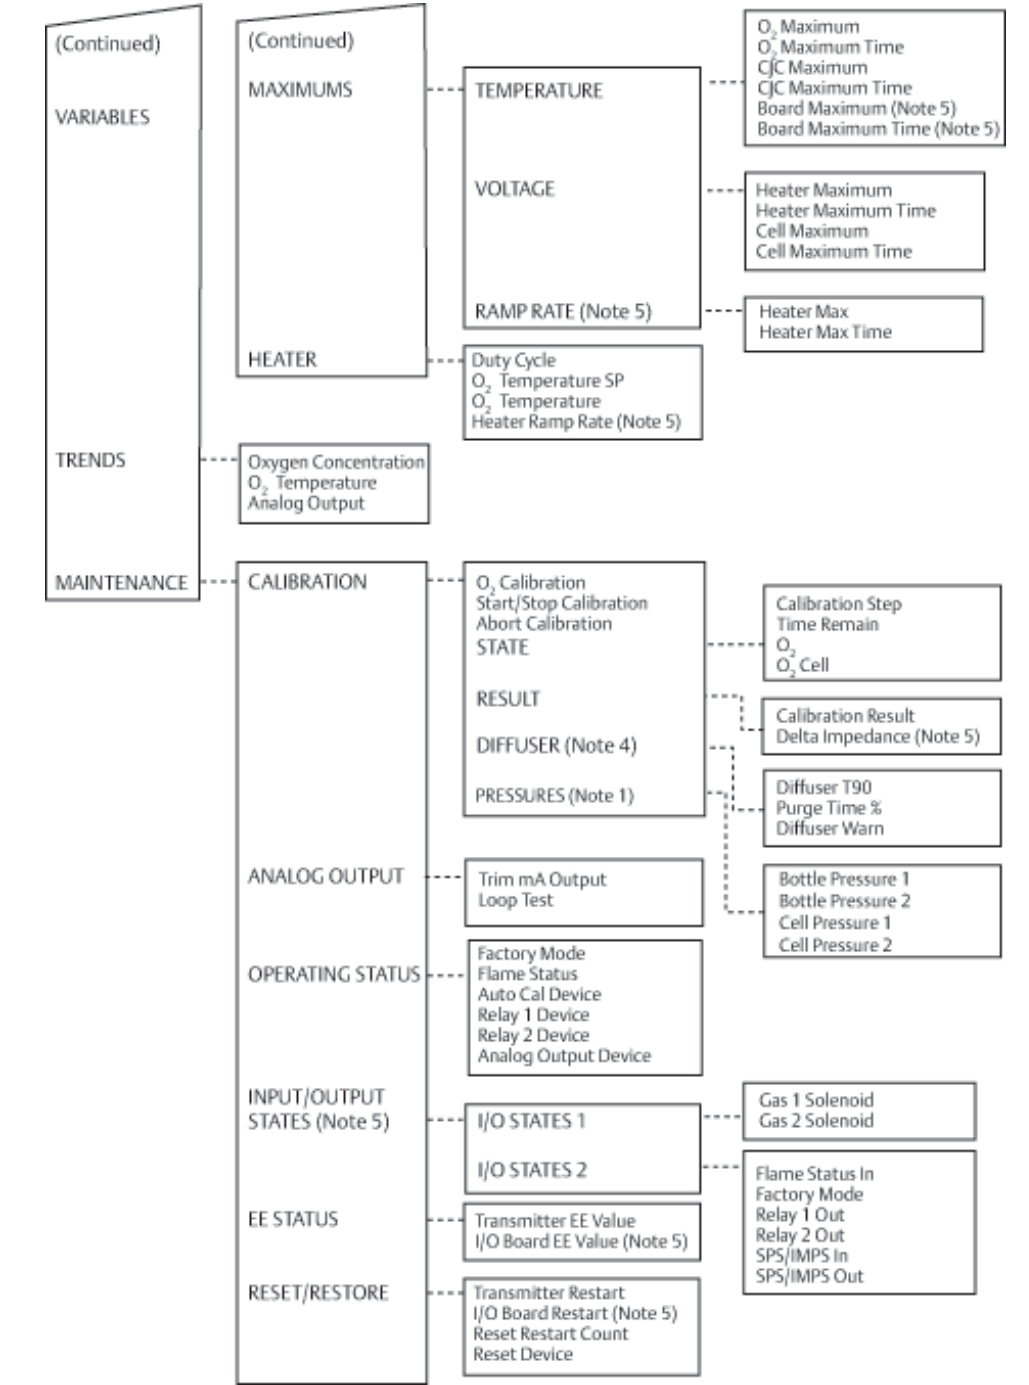 (Continued)
VARIABLES
TRENDS
MAINTENANCE
(Continued)
MAXIMUMS
HEATER
TEMPERATURE
VOLTAGE
RAMP RATE (Note 5)
O2 Maximum
O2 Maximum Time
CJC Maximum
CJC Maximum Time
Board Maximum (Note 5)
Board Maximum Time (Note 5)
Heater Maximum
Heater Maximum Time
Cell Maximum
Cell Maximum Time
Heater Max
Heater Max Time
Duty Cycle
O2 Temperature SP
O2 Temperature
Heater Ramp Rate (Note 5)
Oxygen Concentration
O2 Temperature
Analog Output
CALIBRATION
ANALOG OUTPUT
OPERATING STATUS
INPUT/OUTPUT
STATES (Note 5)
EE STATUS
RESET/RESTORE
O2 Calibration
Start/Stop Calibration
Abort Calibration
STATE
RESULT
DIFFUSER (Note 4)
PRESSURES (Note 1)
Calibration Step
Time Remain
O2
O2 Cell
Calibration Result
Delta Impedance (Note 5)
Diffuser T90
Purge Time %
Diffuser Warn
Bottle Pressure 1
Bottle Pressure 2
Cell Pressure 1
Cell Pressure 2
Trim mA Output
Loop Test
Factory Mode
Flame Status
Auto Cal Device
Relay 1 Device
Relay 2 Device
Analog Output Device
I/O STATES 1
I/O STATES 2
Gas 1 Solenoid
Gas 2 Solenoid
Flame Status In
Factory Mode
Relay 1 Out
Relay 2 Out
SPS/IMPS In
SPS/IMPS Out
Transmitter EE Value
I/O Board EE Value (Note 5)
Transmitter Restart
I/O Board Restart (Note 5)
Reset Restart Count
Reset Device